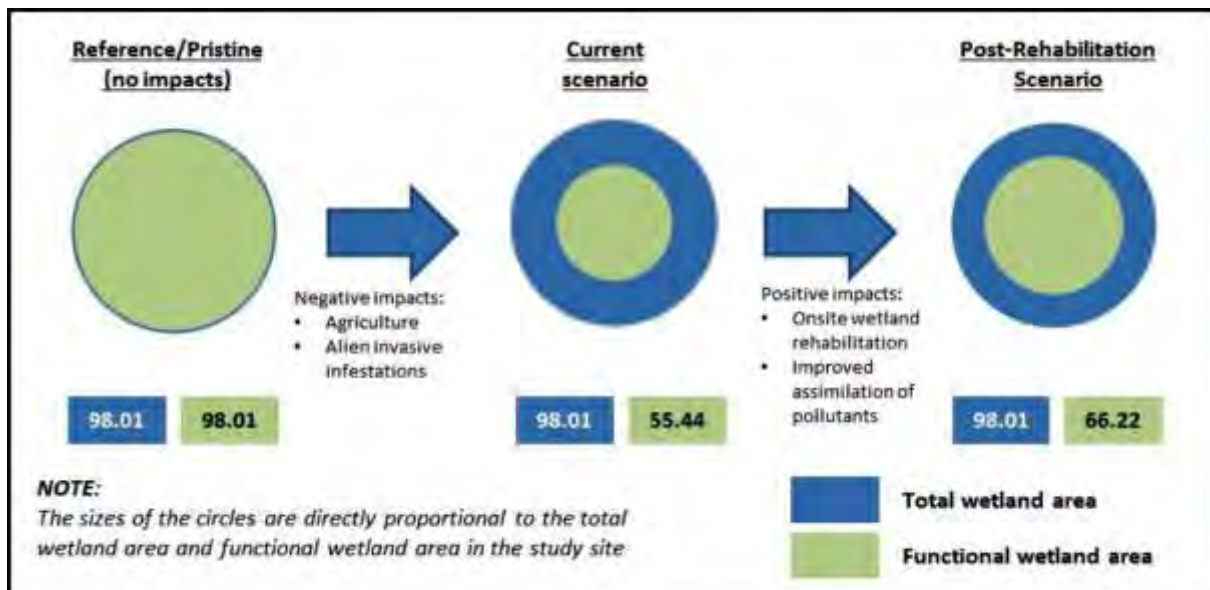 Reference/Pristine
(no impacts)
Current
scenario
Post-Rehabilitation
Scenario
Negative impacts:
• Agriculture
• Alien invasive
infestations
Positive impacts:
• Onsite wetland
rehabilitation
• Improved
assimilation of
pollutants
98.01 98.01
98.01 55.44
98.01 66.22
NOTE:
The sizes of the circles are directly proportional to the total
wetland area and functional wetland area in the study site
Total wetland area
Functional wetland area